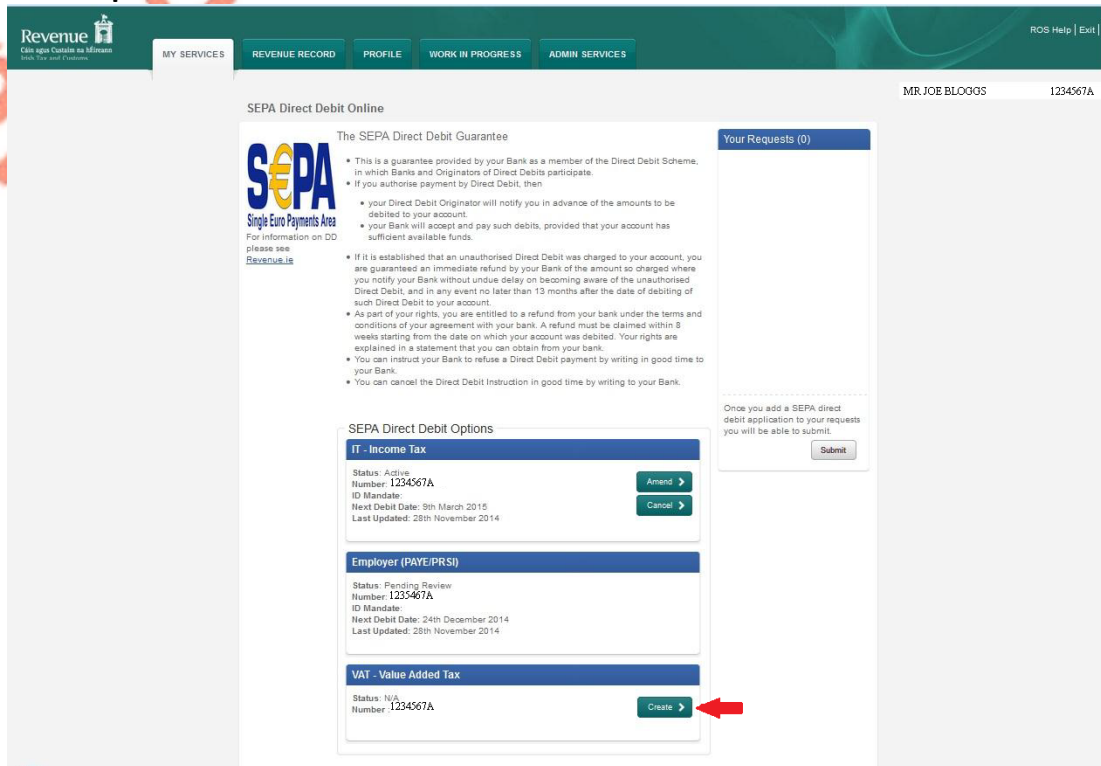 Revenue
Cáin agus Custaim na hÉireann
Irish Tax and Customs
MY SERVICES
REVENUE RECORD
PROFILE
WORK IN PROGRESS
ADMIN SERVICES
ROS Help | Exit |
MR JOE BLOGGS 1234567A
SEPA Direct Debit Online
S€PA
Single Euro Payments Area
For information on DD
please see
Revenue.ie
The SEPA Direct Debit Guarantee
• This is a guarantee provided by your Bank as a member of the Direct Debit Scheme,
in which Banks and Originators of Direct Debits participate.
• If you authorise payment by Direct Debit, then
• your Direct Debit Originator will notify you in advance of the amounts to be
debited to your account.
• your Bank will accept and pay such debits, provided that your account has
sufficient available funds.
• If it is established that an unauthorised Direct Debit was charged to your account, you
are guaranteed an immediate refund by your Bank of the amount so charged where
you notify your Bank without undue delay on becoming aware of the unauthorised
Direct Debit, and in any event no later than 13 months after the date of debiting of
such Direct Debit to your account.
• As part of your rights, you are entitled to a refund from your bank under the terms and
conditions of your agreement with your bank. A refund must be claimed within 8
weeks starting from the date on which your account was debited. Your rights are
explained in a statement that you can obtain from your bank.
• You can instruct your Bank to refuse a Direct Debit payment by writing in good time to
your Bank.
• You can cancel the Direct Debit Instruction in good time by writing to your Bank.
Your Requests (0)
Once you add a SEPA direct
debit application to your requests
you will be able to submit.
Submit
SEPA Direct Debit Options
IT - Income Tax
Status: Active
Number: 1234567A
ID Mandate:
Next Debit Date: 9th March 2015
Last Updated: 28th November 2014
Amend
Cancel
Employer (PAYE/PRSI)
Status: Pending Review
Number: 1235467A
ID Mandate:
Next Debit Date: 24th December 2014
Last Updated: 28th November 2014
VAT - Value Added Tax
Status: N/A
Number :1234567A
Create